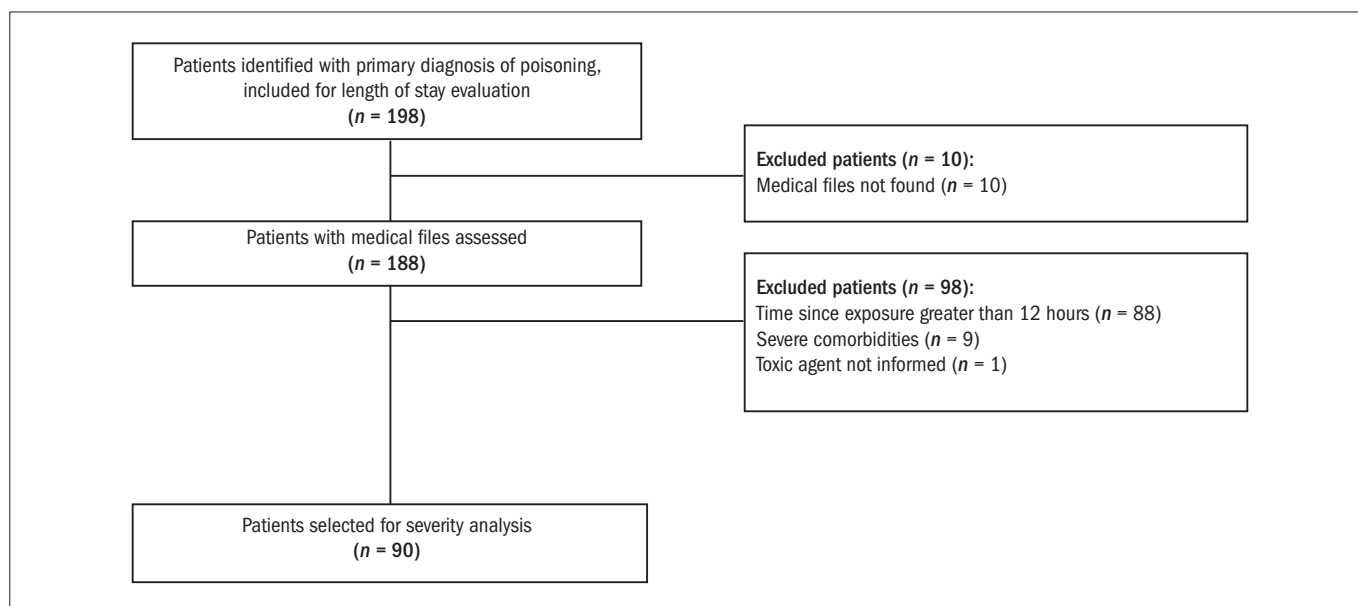 Patients identified with primary diagnosis of poisoning,
included for length of stay evaluation
(n = 198)
Excluded patients (n = 10):
Medical files not found (n = 10)
Patients with medical files assessed
(n = 188)
Excluded patients (n = 98):
Time since exposure greater than 12 hours (n = 88)
Severe comorbidities (n = 9)
Toxic agent not informed (n = 1)
Patients selected for severity analysis
(n = 90)